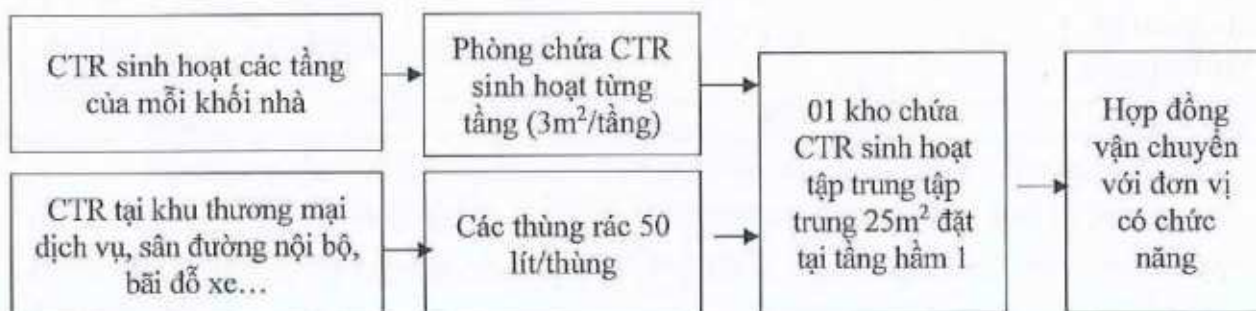 CTR sinh hoạt các tầng
của mỗi khối nhà
Phòng chứa CTR
sinh hoạt từng
tầng (3m²/tầng)
CTR tại khu thương mại
dịch vụ, sân đường nội bộ,
bãi đỗ xe...
Các thùng rác 50
lít/thùng
01 kho chứa
CTR sinh hoạt
tập trung tập
trung 25m² đặt
tại tầng hầm 1
Hợp đồng
vận chuyển
với đơn vị
có chức
năng